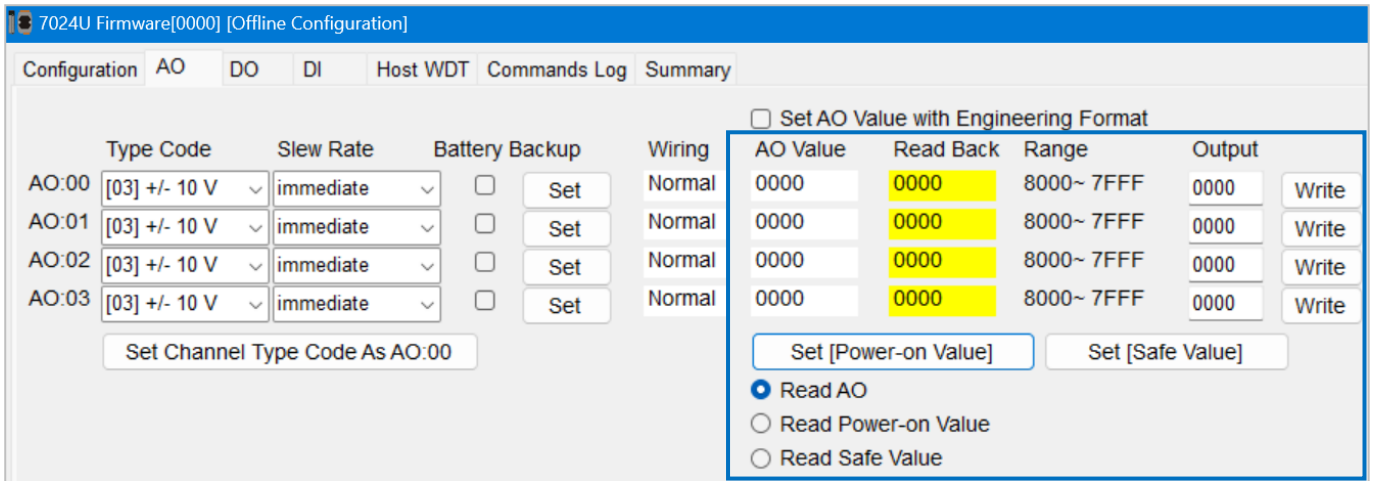 7024U Firmware[0000] [Offline Configuration]
Configuration AO DO DI Host WDT Commands Log Summary
Set AO Value with Engineering Format
Type Code Slew Rate Battery Backup Wiring AO Value Read Back Range Output
AO:00 [03] +/- 10 V immediate Set Normal 0000 0000 8000~ 7FFF 0000 Write
AO:01 [03] +/- 10 V immediate Set Normal 0000 0000 8000~ 7FFF 0000 Write
AO:02 [03] +/- 10 V immediate Set Normal 0000 0000 8000~ 7FFF 0000 Write
AO:03 [03] +/- 10 V immediate Set Normal 0000 0000 8000~ 7FFF 0000 Write
Set Channel Type Code As AO:00 Set [Power-on Value] Set [Safe Value]
Read AO
Read Power-on Value
Read Safe Value